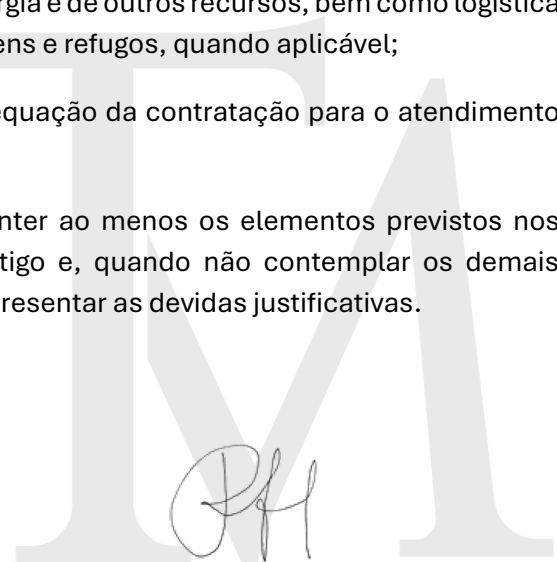 e de outros recursos, bem como logística
ens e refugos, quando aplicável;
equação da contratação para o atendimento
nter ao menos os elementos previstos nos
tigo e, quando não contemplar os demais
resentar as devidas justificativas.